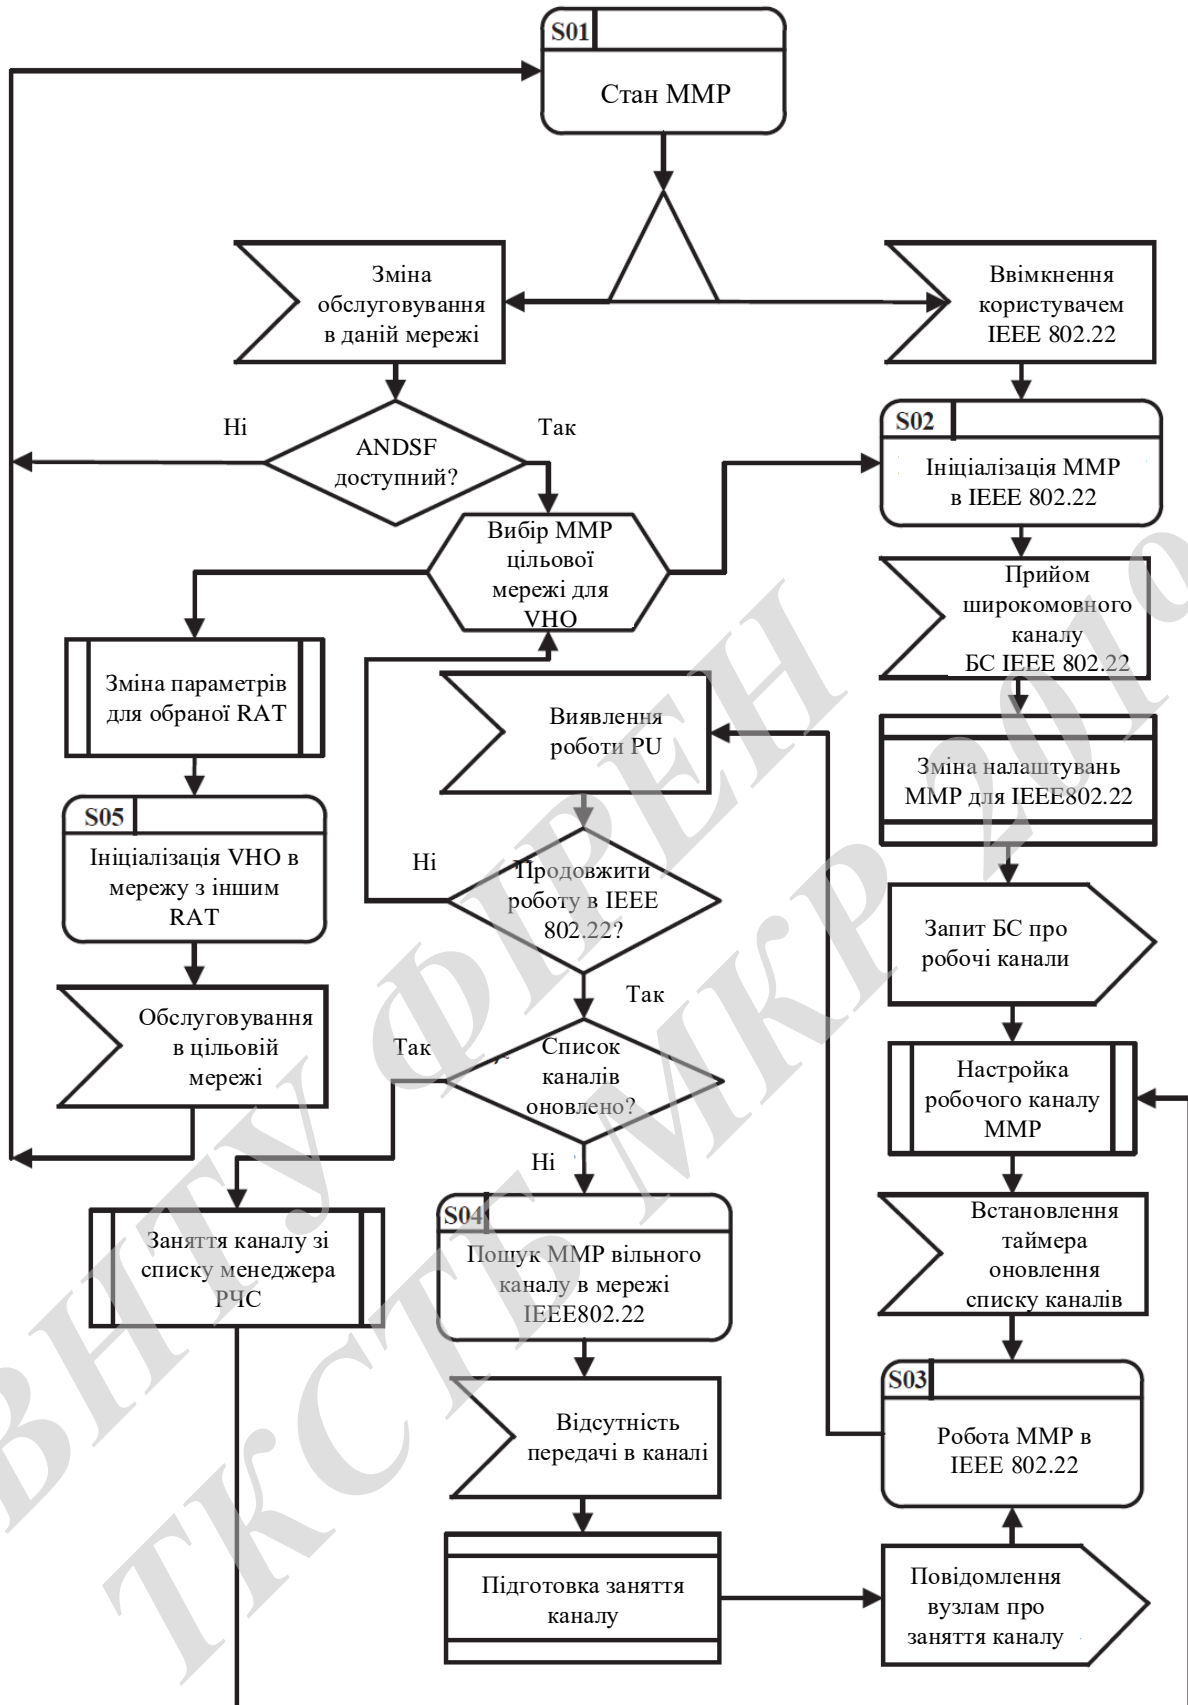 S01
Стан ММР
Зміна
обслуговування
в даній мережі
Ввімкнення
користувачем
IEEE 802.22
Ні
Так
ANDSF
доступний?
S02
Ініціалізація ММР
в IEEE 802.22
Вибір ММР
цільової
мережі для
VHO
Прийом
широкомовного
каналу
БС IEEE 802.22
Зміна параметрів
для обраної RAT
Виявлення
роботи PU
Зміна налаштувань
ММР для IEEE802.22
S05
Ініціалізація VHO в
мережу з іншим
RAT
Ні
Продовжити
роботу в IEEE
802.22?
Запит БС про
робочі канали
Так
Обслуговування
в цільовій
мережі
Так
Список
каналів
оновлено?
Настройка
робочого каналу
ММР
Ні
S04
Пошук ММР вільного
каналу в мережі
IEEE802.22
Заняття каналу зі
списку менеджера
РЧС
Встановлення
таймера
оновлення
списку каналів
S03
Робота ММР в
IEEE 802.22
Відсутність
передачі в каналі
Підготовка заняття
каналу
Повідомлення
вузлам про
заняття каналу
ВНТУ ФІРЕН
ТКСТБ МКР 2019